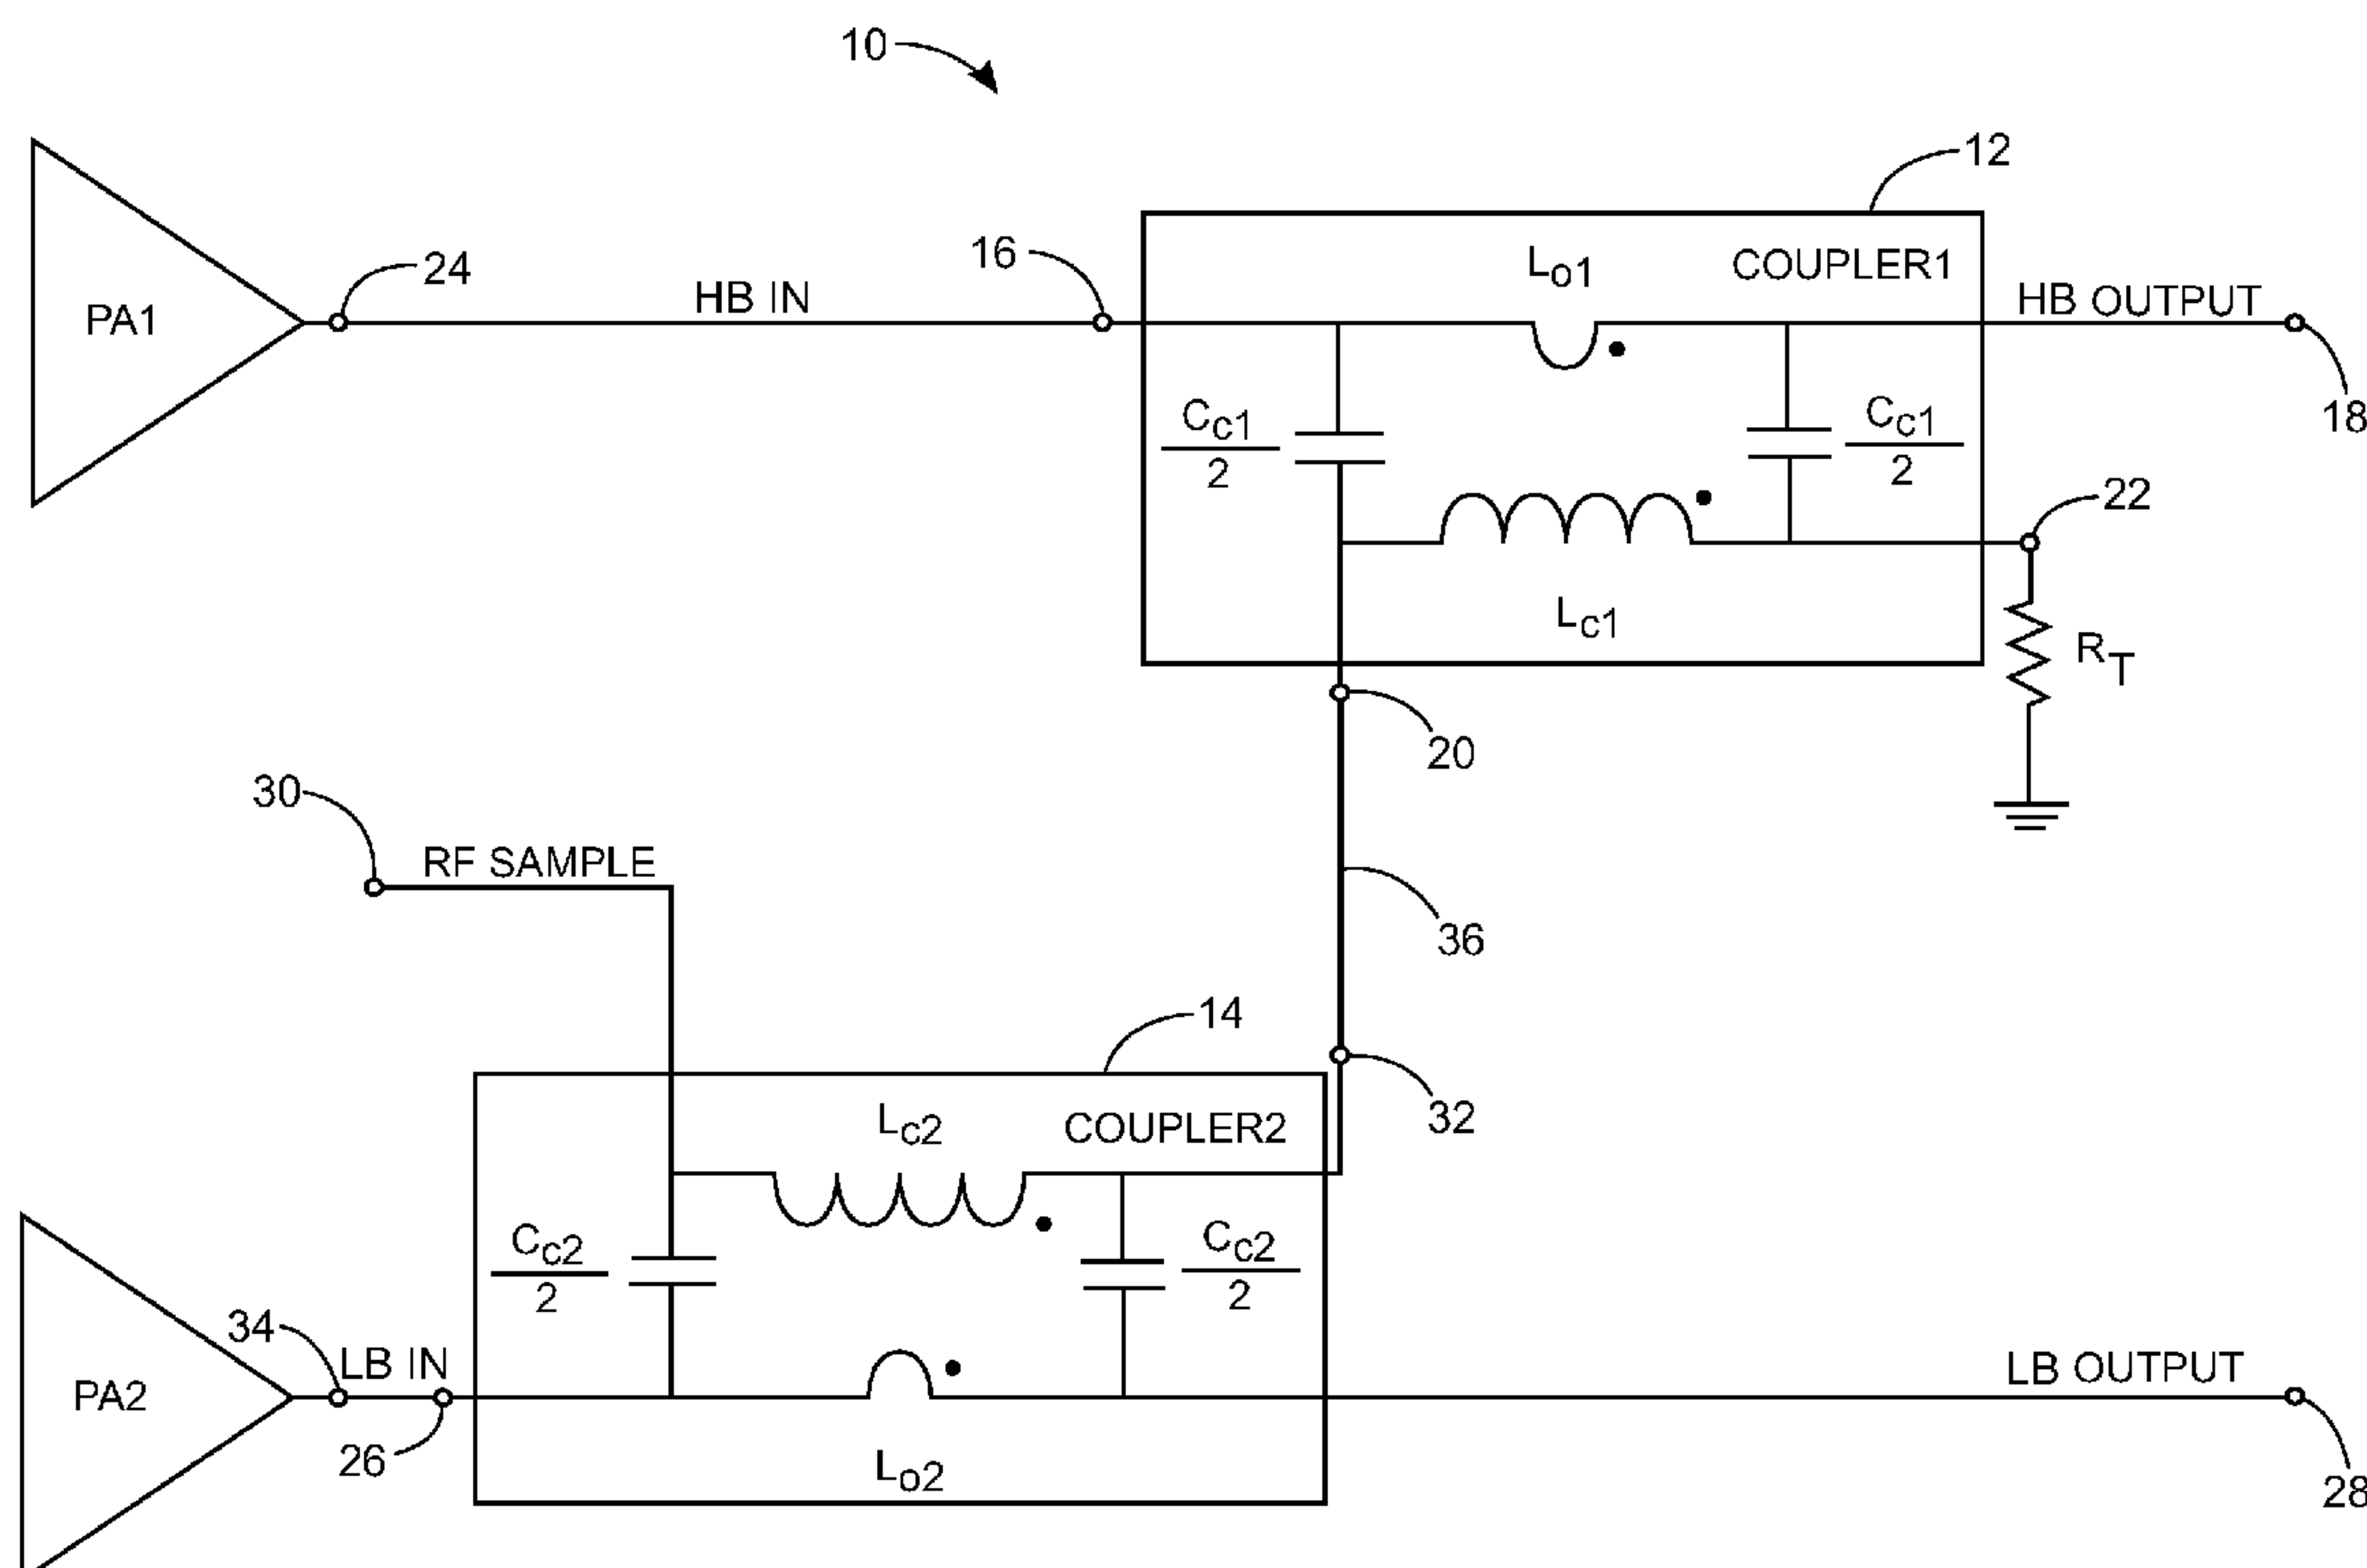 10
12
16
L01
COUPLER1
24
HB IN
HB OUTPUT
PA1
18
Cc1
2
Cc1
2
22
Lc1
RT
20
30
RF SAMPLE
36
14
32
Lc2
COUPLER2
Cc2
2
Cc2
2
34
LB IN
LB OUTPUT
PA2
26
Lo2
28